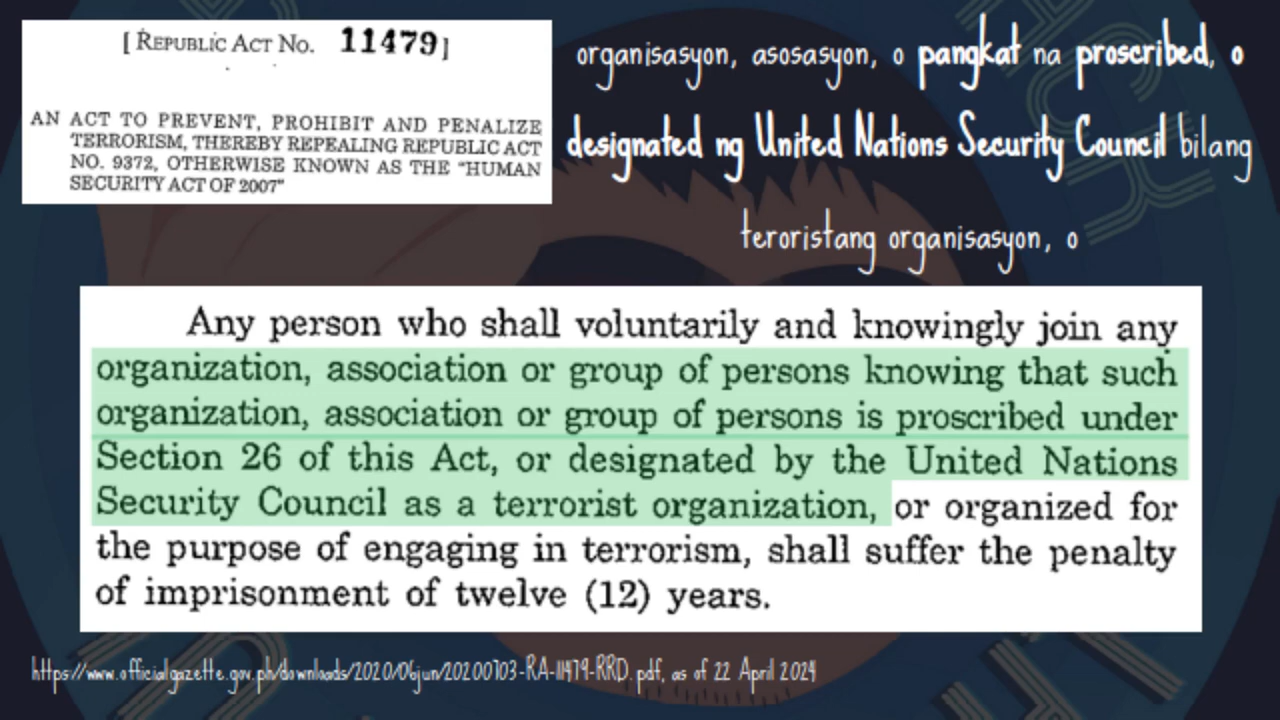 [ REPUBLIC ACT NO. 11479 ]
AN ACT TO PREVENT, PROHIBIT AND PENALIZE
TERRORISM, THEREBY REPEALING REPUBLIC ACT
NO. 9372, OTHERWISE KNOWN AS THE “HUMAN
SECURITY ACT OF 2007”
organisasyon, asosasyon, o pangkat na proscribed, o
designated ng United Nations Security Council bilang
teroristang organisasyon, o
Any person who shall voluntarily and knowingly join any
organization, association or group of persons knowing that such
organization, association or group of persons is proscribed under
Section 26 of this Act, or designated by the United Nations
Security Council as a terrorist organization, or organized for
the purpose of engaging in terrorism, shall suffer the penalty
of imprisonment of twelve (12) years.
https://www.officialgazette.gov.ph/downloads/2020/06jun/20200703-RA-11479-RRD.pdf, as of 22 April 2024